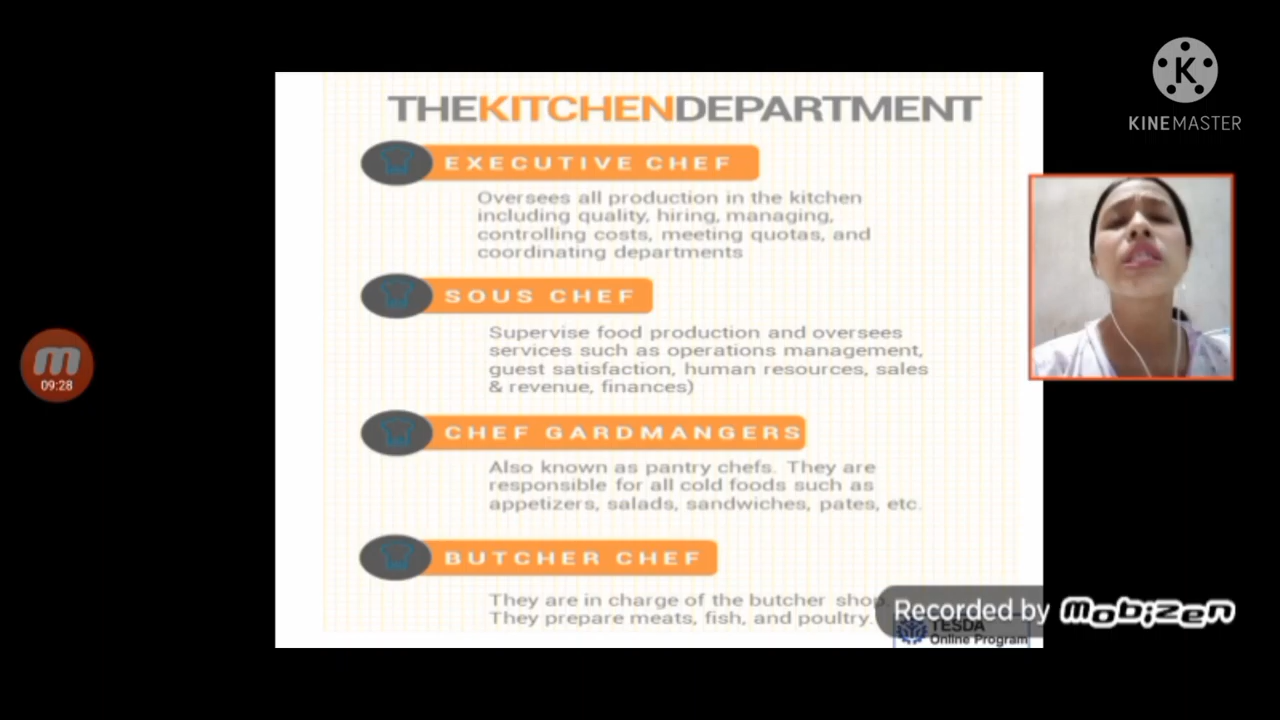 THEKITCHENDEPARTMENT
KINEMASTER
EXECUTIVE CHEF
Oversees all production in the kitchen
including quality, hiring, managing,
controlling costs, meeting quotas, and
coordinating departments
SOUS CHEF
Supervise food production and oversees
services such as operations management,
guest satisfaction, human resources, sales
& revenue, finances)
09:28
CHEF GARDMANGERS
Also known as pantry chefs. They are
responsible for all cold foods such as
appetizers, salads, sandwiches, pates, etc.
BUTCHER CHEF
They are in charge of the butcher shop.
They prepare meats, fish, and poultry.
Recorded by mobizen
TESDA
Online Program